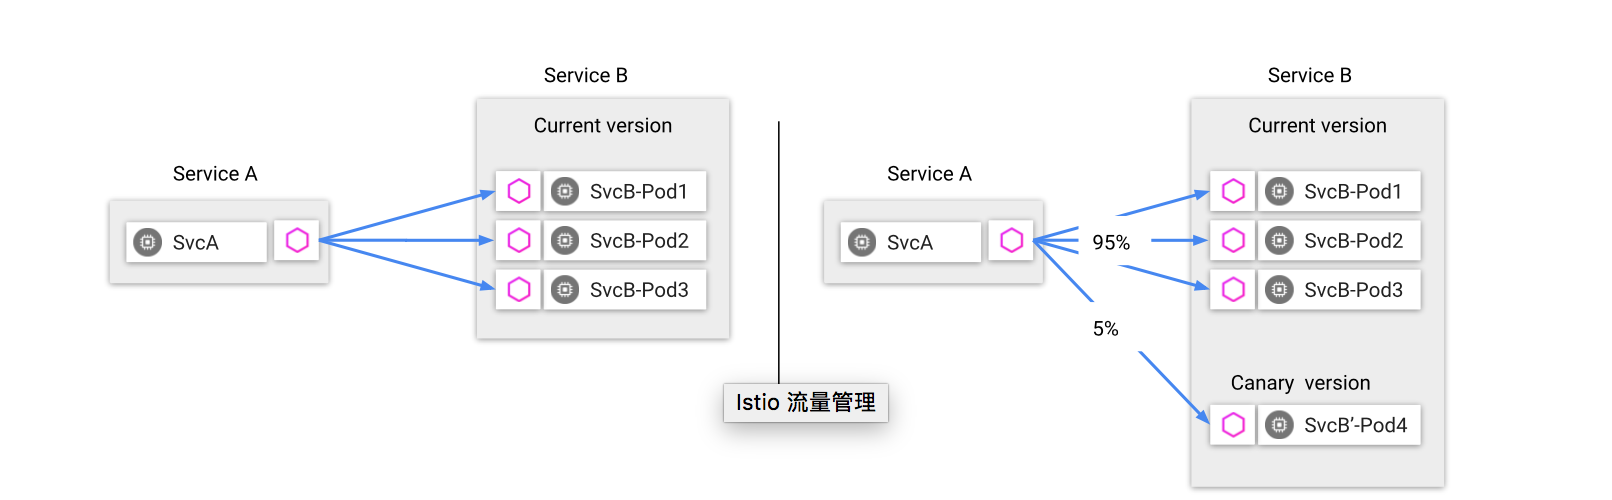 Service B
Current version
Service A
SvcA
SvcB-Pod1
SvcB-Pod2
SvcB-Pod3
Istio 流量管理
Service B
Current version
Service A
SvcA
95%
5%
SvcB-Pod1
SvcB-Pod2
SvcB-Pod3
Canary version
SvcB’-Pod4